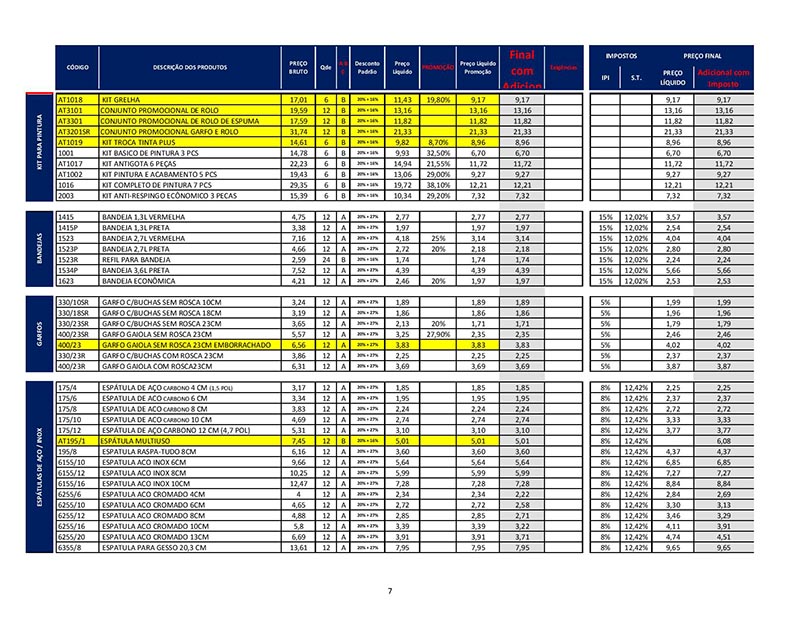 CÓDIGO DESCRIÇÃO DOS PRODUTOS PREÇO BRUTO Qde Desconto Padrão Preço Líquido PROMOÇÃO Preço Líquido Promoção Final com Adicion IMPOSTOS IPI S.T. PREÇO FINAL PREÇO LÍQUIDO Adicional com Imposto
KIT PARA PINTURA
AT1018 KIT GRELHA 17,01 6 B 20% + 16% 11,43 19,80% 9,17 9,17 9,17 9,17
AT3101 CONJUNTO PROMOCIONAL DE ROLO 19,59 12 B 20% + 16% 13,16 13,16 13,16 13,16 13,16
AT3301 CONJUNTO PROMOCIONAL DE ROLO DE ESPUMA 17,59 12 B 20% + 16% 11,82 11,82 11,82 11,82 11,82
AT3201SR CONJUNTO PROMOCIONAL GARFO E ROLO 31,74 12 B 20% + 16% 21,33 21,33 21,33 21,33 21,33
AT1019 KIT TROCA TINTA PLUS 14,61 6 B 20% + 16% 9,82 8,70% 8,96 8,96 8,96 8,96
1001 KIT BASICO DE PINTURA 3 PCS 14,78 6 B 20% + 16% 9,93 32,50% 6,70 6,70 6,70 6,70
AT1017 KIT ANTIGOTA 6 PEÇAS 22,23 6 B 20% + 16% 14,94 21,55% 11,72 11,72 11,72 11,72
AT1002 KIT PINTURA E ACABAMENTO 5 PCS 19,43 6 B 20% + 16% 13,06 29,00% 9,27 9,27 9,27 9,27
1016 KIT COMPLETO DE PINTURA 7 PCS 29,35 6 B 20% + 16% 19,72 38,10% 12,21 12,21 12,21 12,21
2003 KIT ANTI-RESPINGO ECÔNOMICO 3 PECAS 15,39 6 B 20% + 16% 10,34 29,20% 7,32 7,32 7,32 7,32
BANDEJAS
1415 BANDEJA 1,3L VERMELHA 4,75 12 A 20% + 27% 2,77 2,77 2,77 15% 12,02% 3,57 3,57
1415P BANDEJA 1,3L PRETA 3,38 12 A 20% + 27% 1,97 1,97 1,97 15% 12,02% 2,54 2,54
1523 BANDEJA 2,7L VERMELHA 7,16 12 A 20% + 27% 4,18 25% 3,14 3,14 15% 12,02% 4,04 4,04
1523P BANDEJA 2,7L PRETA 4,66 12 A 20% + 27% 2,72 20% 2,18 2,18 15% 12,02% 2,80 2,80
1523R REFIL PARA BANDEJA 2,59 24 B 20% + 16% 1,74 1,74 1,74 15% 12,02% 2,24 2,24
1534P BANDEJA 3,6L PRETA 7,52 12 A 20% + 27% 4,39 4,39 4,39 15% 12,02% 5,66 5,66
1623 BANDEJA ECONÔMICA 4,21 12 A 20% + 27% 2,46 20% 1,97 1,97 15% 12,02% 2,53 2,53
GARFOS
330/10SR GARFO C/BUCHAS SEM ROSCA 10CM 3,24 12 A 20% + 27% 1,89 1,89 1,89 5% 1,99 1,99
330/18SR GARFO C/BUCHAS SEM ROSCA 18CM 3,19 12 A 20% + 27% 1,86 1,86 1,86 5% 1,96 1,96
330/23SR GARFO C/BUCHAS SEM ROSCA 23CM 3,65 12 A 20% + 27% 2,13 20% 1,71 1,71 5% 1,79 1,79
400/23SR GARFO GAIOLA SEM ROSCA 23CM 5,57 12 A 20% + 27% 3,25 27,90% 2,35 2,35 5% 2,46 2,46
400/23 GARFO GAIOLA SEM ROSCA 23CM EMBORRACHADO 6,56 12 A 20% + 27% 3,83 3,83 3,83 5% 4,02 4,02
330/23R GARFO C/BUCHAS COM ROSCA 23CM 3,86 12 A 20% + 27% 2,25 2,25 2,25 5% 2,37 2,37
400/23R GARFO GAIOLA COM ROSCA23CM 6,31 12 A 20% + 27% 3,69 3,69 3,69 5% 3,87 3,87
ESPÁTULAS DE AÇO / INOX
175/4 ESPÁTULA DE AÇO CARBONO 4 CM (1,5 POL) 3,17 12 A 20% + 27% 1,85 1,85 1,85 8% 12,42% 2,25 2,25
175/6 ESPÁTULA DE AÇO CARBONO 6 CM 3,34 12 A 20% + 27% 1,95 1,95 1,95 8% 12,42% 2,37 2,37
175/8 ESPÁTULA DE AÇO CARBONO 8 CM 3,83 12 A 20% + 27% 2,24 2,24 2,24 8% 12,42% 2,72 2,72
175/10 ESPÁTULA DE AÇO CARBONO 10 CM 4,69 12 A 20% + 27% 2,74 2,74 2,74 8% 12,42% 3,33 3,33
175/12 ESPÁTULA DE AÇO CARBONO 12 CM (4,7 POL) 5,31 12 A 20% + 27% 3,10 3,10 3,10 8% 12,42% 3,77 3,77
AT195/1 ESPÁTULA MULTIUSO 7,45 12 B 20% + 16% 5,01 5,01 5,01 8% 12,42% 6,08
195/8 ESPATULA RASPA-TUDO 8CM 6,16 12 A 20% + 27% 3,60 3,60 3,60 8% 12,42% 4,37 4,37
6155/10 ESPATULA ACO INOX 6CM 9,66 12 A 20% + 27% 5,64 5,64 5,64 8% 12,42% 6,85 6,85
6155/12 ESPATULA ACO INOX 8CM 10,25 12 A 20% + 27% 5,99 5,99 5,99 8% 12,42% 7,27 7,27
6155/16 ESPATULA ACO INOX 10CM 12,47 12 A 20% + 27% 7,28 7,28 7,28 8% 12,42% 8,84 8,84
6255/6 ESPATULA ACO CROMADO 4CM 4 12 A 20% + 27% 2,34 2,34 2,22 8% 12,42% 2,84 2,69
6255/10 ESPATULA ACO CROMADO 6CM 4,65 12 A 20% + 27% 2,72 2,72 2,58 8% 12,42% 3,30 3,13
6255/12 ESPATULA ACO CROMADO 8CM 4,88 12 A 20% + 27% 2,85 2,85 2,71 8% 12,42% 3,46 3,29
6255/16 ESPATULA ACO CROMADO 10CM 5,8 12 A 20% + 27% 3,39 3,39 3,22 8% 12,42% 4,11 3,91
6255/20 ESPATULA ACO CROMADO 13CM 6,69 12 A 20% + 27% 3,91 3,91 3,71 8% 12,42% 4,74 4,51
6355/8 ESPATULA PARA GESSO 20,3 CM 13,61 12 A 20% + 27% 7,95 7,95 7,95 8% 12,42% 9,65 9,65
7